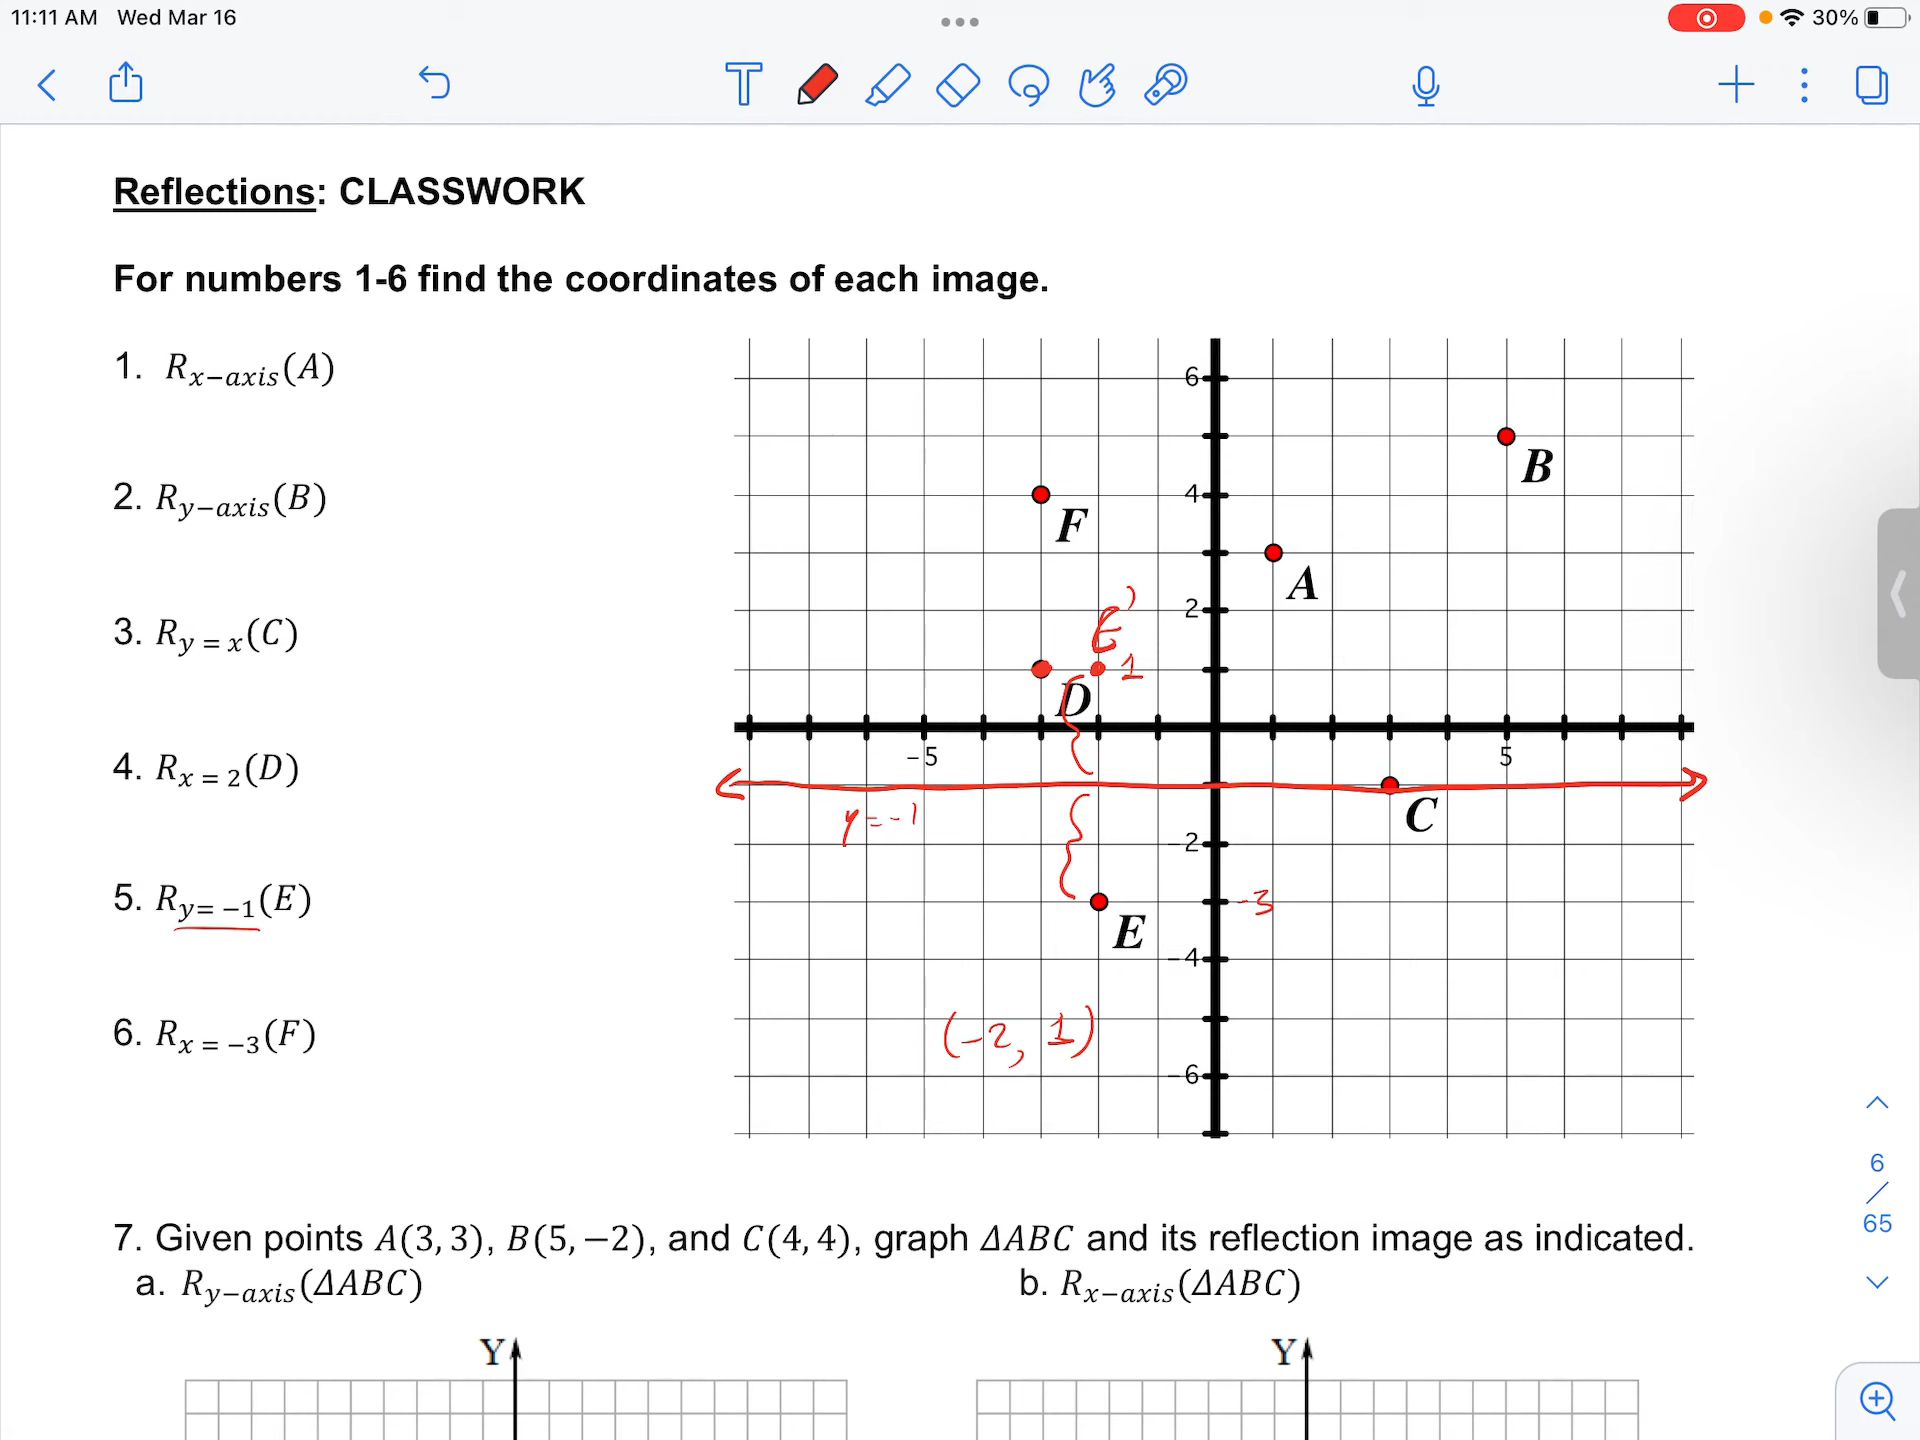 11:11 AM Wed Mar 16
30%
T
Reflections: CLASSWORK
For numbers 1-6 find the coordinates of each image.
1. Rx−axis(A)
2. Ry−axis(B)
3. Ry = x(C)
4. Rx = 2(D)
5. Ry= −1(E)
6. Rx = −3(F)
6
B
4
F
A
2
E'
1
D
-5
5
y = -1
C
-2
E
-3
-4
(-2, 1)
-6
6
/
65
7. Given points A(3,3), B(5,−2), and C(4,4), graph ΔABC and its reflection image as indicated.
a. Ry−axis(ΔABC) b. Rx−axis(ΔABC)
Y Y